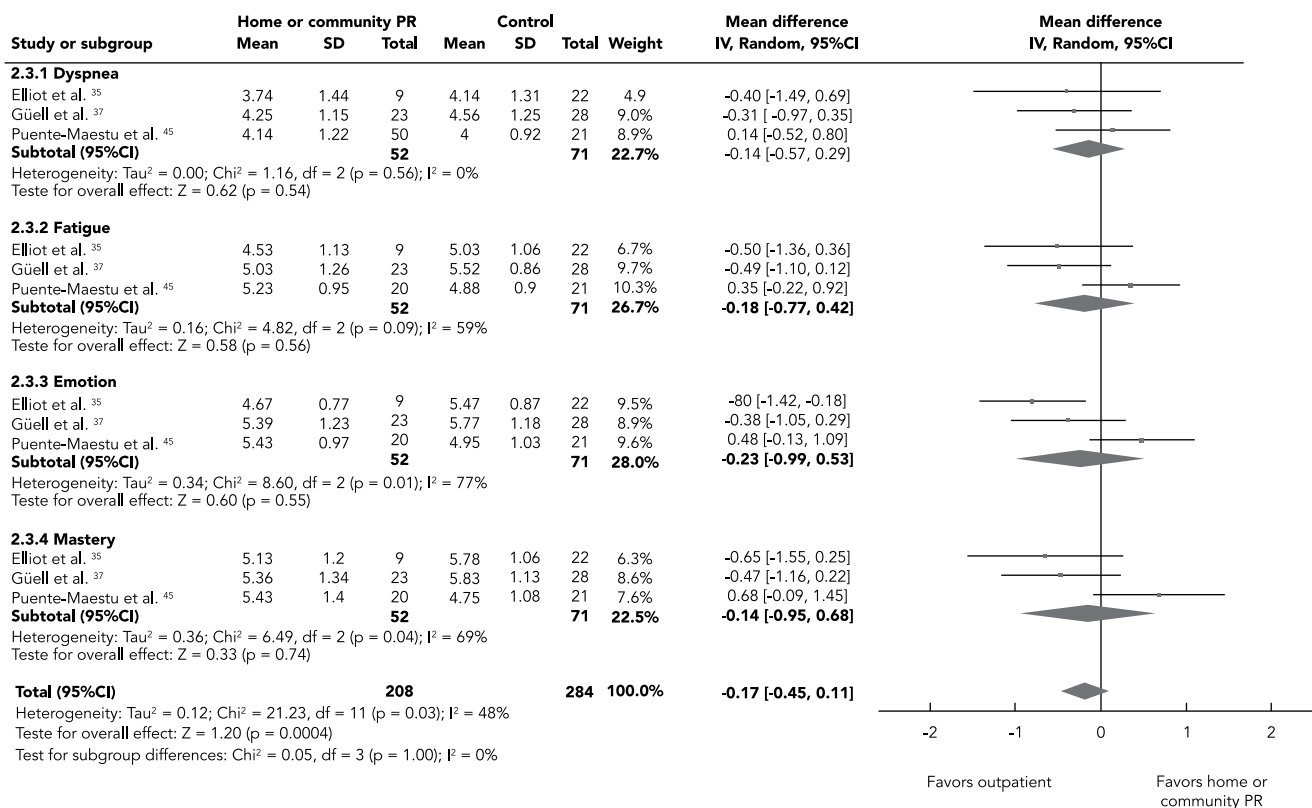 Home or community PR Control Mean difference Mean difference
Study or subgroup Mean SD Total Mean SD Total Weight IV, Random, 95%CI IV, Random, 95%CI
2.3.1 Dyspnea
Elliot et al. 35 3.74 1.44 9 4.14 1.31 22 4.9 -0.40 [-1.49, 0.69]
Güell et al. 37 4.25 1.15 23 4.56 1.25 28 9.0% -0.31 [ -0.97, 0.35]
Puente-Maestu et al. 45 4.14 1.22 50 4 0.92 21 8.9% 0.14 [-0.52, 0.80]
Subtotal (95%CI) 52 71 22.7% -0.14 [-0.57, 0.29]
Heterogeneity: Tau² = 0.00; Chi² = 1.16, df = 2 (p = 0.56); I² = 0%
Teste for overall effect: Z = 0.62 (p = 0.54)
2.3.2 Fatigue
Elliot et al. 35 4.53 1.13 9 5.03 1.06 22 6.7% -0.50 [-1.36, 0.36]
Güell et al. 37 5.03 1.26 23 5.52 0.86 28 9.7% -0.49 [-1.10, 0.12]
Puente-Maestu et al. 45 5.23 0.95 20 4.88 0.9 21 10.3% 0.35 [-0.22, 0.92]
Subtotal (95%CI) 52 71 26.7% -0.18 [-0.77, 0.42]
Heterogeneity: Tau² = 0.16; Chi² = 4.82, df = 2 (p = 0.09); I² = 59%
Teste for overall effect: Z = 0.58 (p = 0.56)
2.3.3 Emotion
Elliot et al. 35 4.67 0.77 9 5.47 0.87 22 9.5% -80 [-1.42, -0.18]
Güell et al. 37 5.39 1.23 23 5.77 1.18 28 8.9% -0.38 [-1.05, 0.29]
Puente-Maestu et al. 45 5.43 0.97 20 4.95 1.03 21 9.6% 0.48 [-0.13, 1.09]
Subtotal (95%CI) 52 71 28.0% -0.23 [-0.99, 0.53]
Heterogeneity: Tau² = 0.34; Chi² = 8.60, df = 2 (p = 0.01); I² = 77%
Teste for overall effect: Z = 0.60 (p = 0.55)
2.3.4 Mastery
Elliot et al. 35 5.13 1.2 9 5.78 1.06 22 6.3% -0.65 [-1.55, 0.25]
Güell et al. 37 5.36 1.34 23 5.83 1.13 28 8.6% -0.47 [-1.16, 0.22]
Puente-Maestu et al. 45 5.43 1.4 20 4.75 1.08 21 7.6% 0.68 [-0.09, 1.45]
Subtotal (95%CI) 52 71 22.5% -0.14 [-0.95, 0.68]
Heterogeneity: Tau² = 0.36; Chi² = 6.49, df = 2 (p = 0.04); I² = 69%
Teste for overall effect: Z = 0.33 (p = 0.74)
Total (95%CI) 208 284 100.0% -0.17 [-0.45, 0.11]
Heterogeneity: Tau² = 0.12; Chi² = 21.23, df = 11 (p = 0.03); I² = 48%
Teste for overall effect: Z = 1.20 (p = 0.0004)
Test for subgroup differences: Chi² = 0.05, df = 3 (p = 1.00); I² = 0%
-2 -1 0 1 2
Favors outpatient Favors home or
community PR